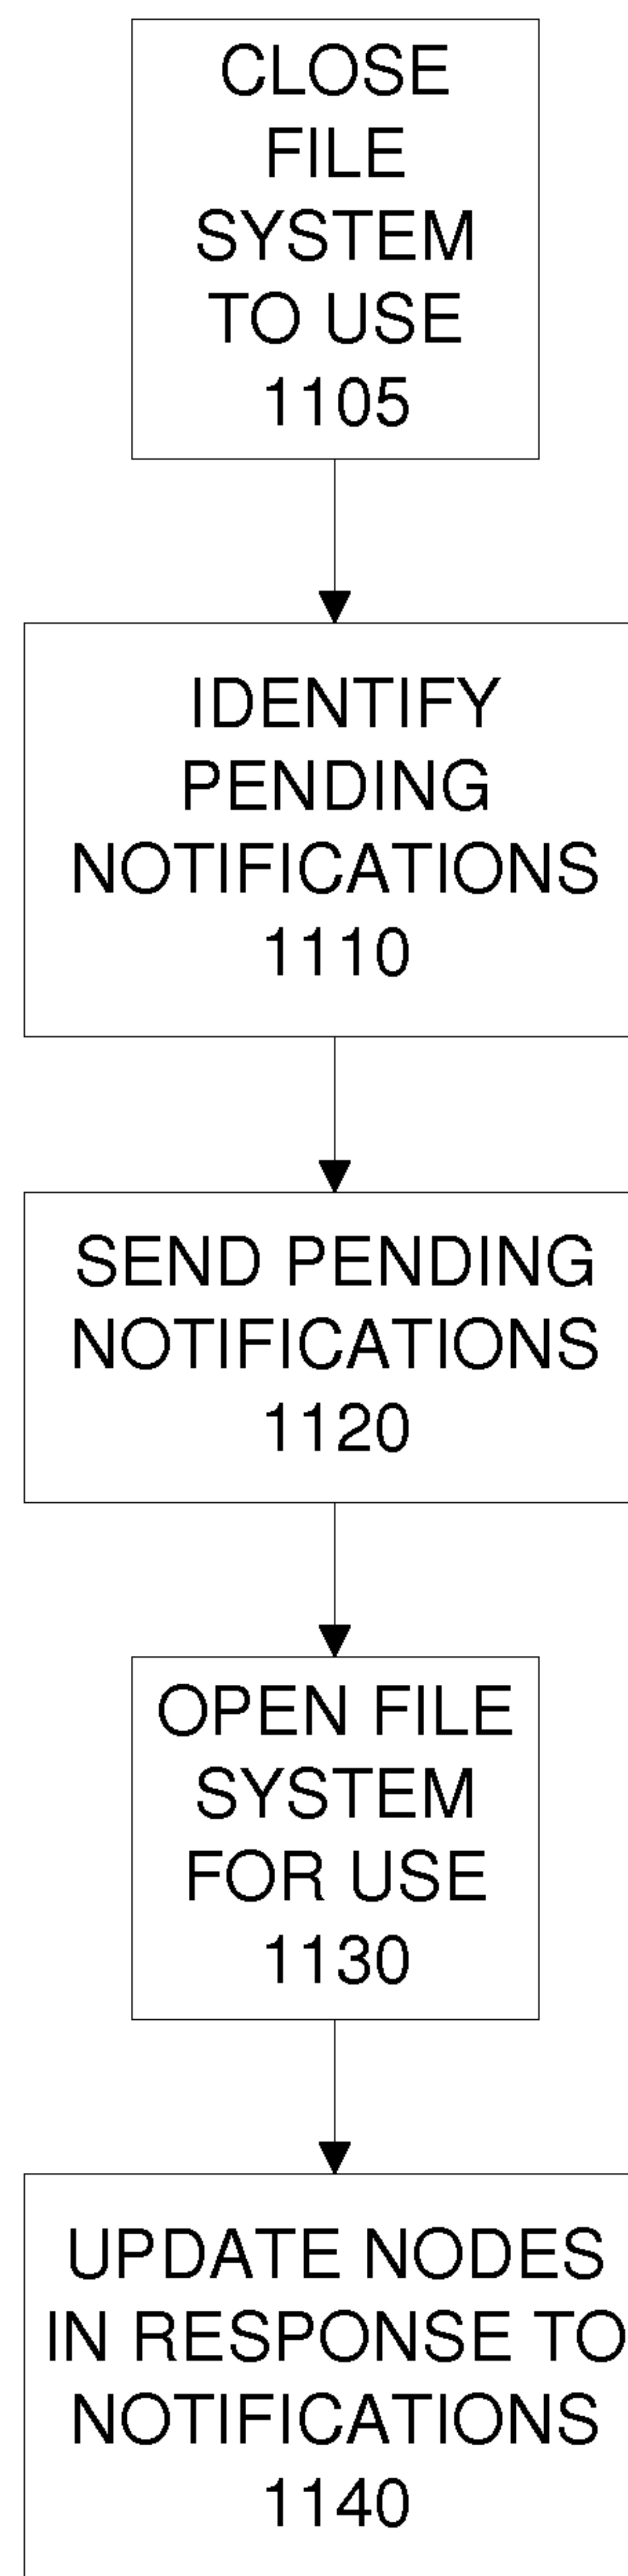 CLOSE
FILE
SYSTEM
TO USE
1105
IDENTIFY
PENDING
NOTIFICATIONS
1110
SEND PENDING
NOTIFICATIONS
1120
OPEN FILE
SYSTEM
FOR USE
1130
UPDATE NODES
IN RESPONSE TO
NOTIFICATIONS
1140